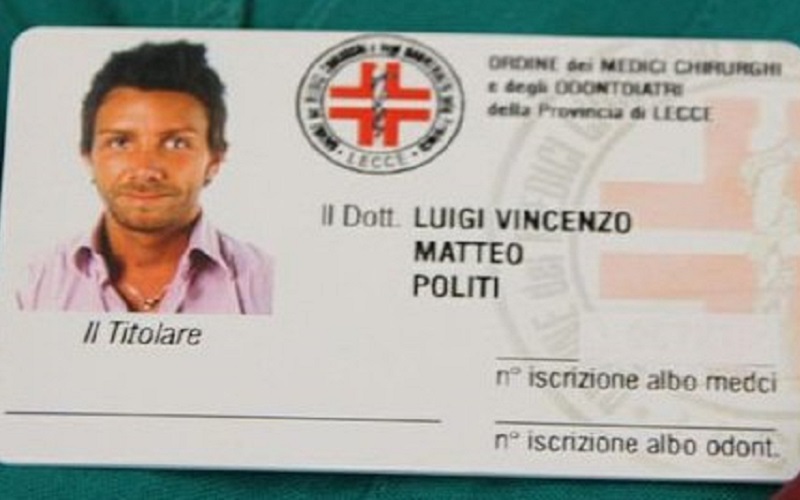 ORDINE dei MEDICI CHIRURGHI
e degli ODONTOIATRI
della Provincia di LECCE
LECCE
Il Dott. LUIGI VINCENZO
MATTEO
POLITI
Il Titolare
n° iscrizione albo medci
n° iscrizione albo odont.